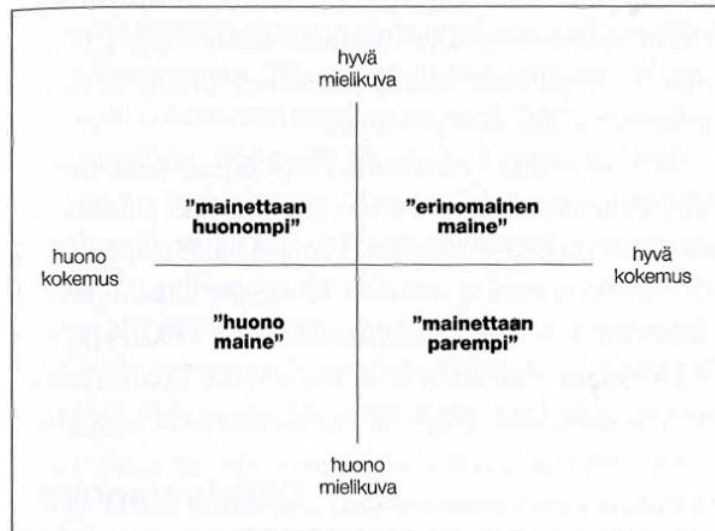 hyvä
mielikuva
”mainettaan
huonompi”
”erinomainen
maine”
huono
kokemus
hyvä
kokemus
”huono
maine”
”mainettaan
parempi”
huono
mielikuva